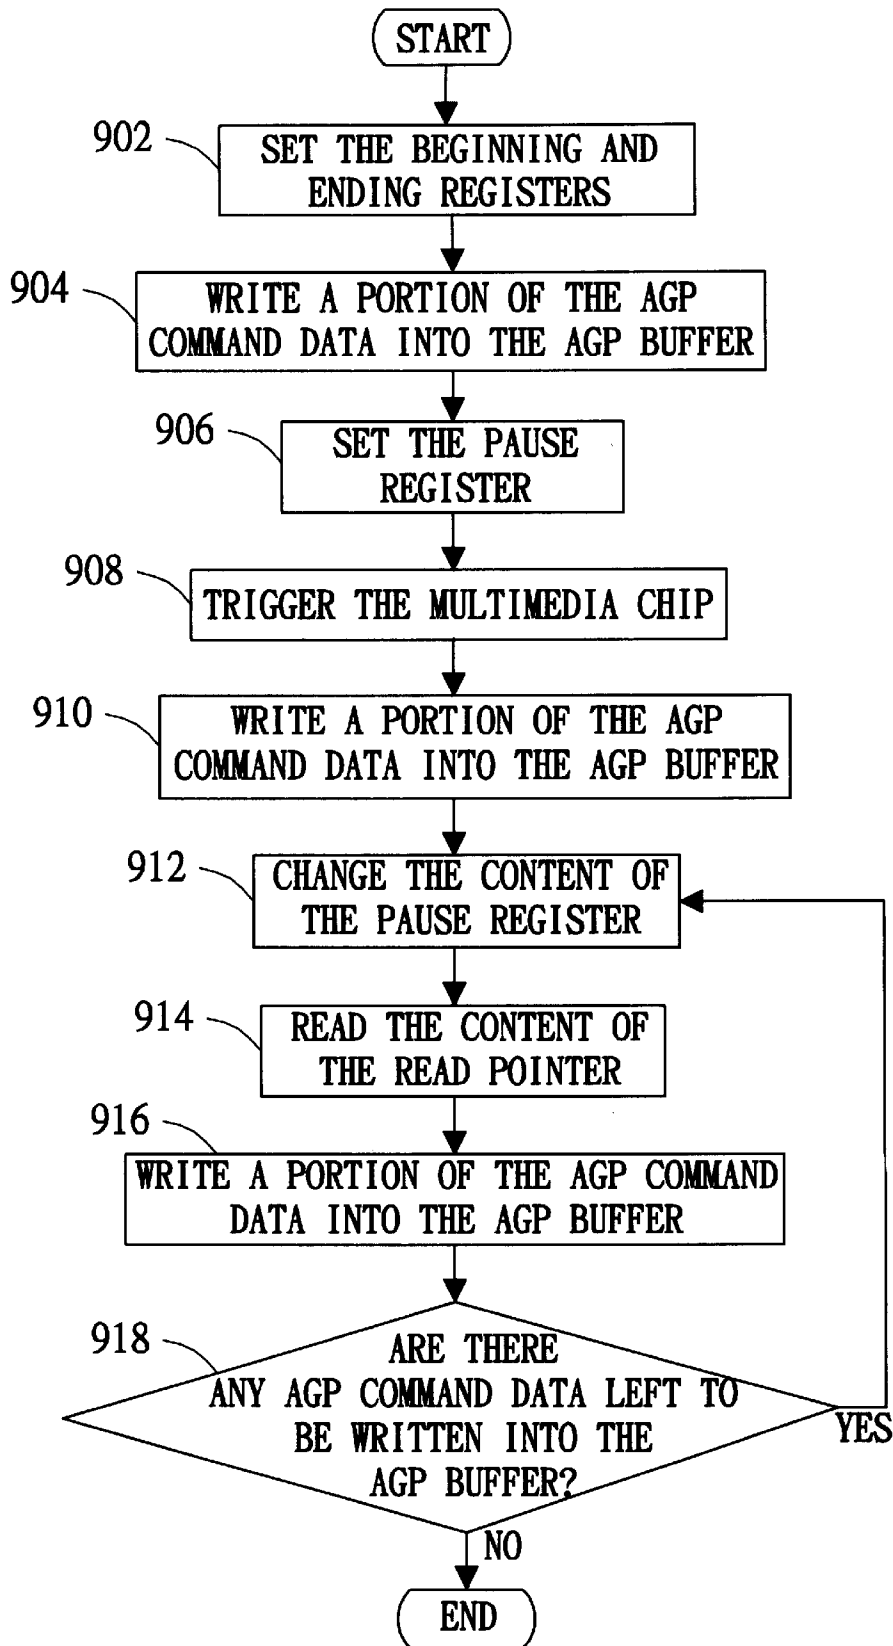 START
902
SET THE BEGINNING AND
ENDING REGISTERS
904
WRITE A PORTION OF THE AGP
COMMAND DATA INTO THE AGP BUFFER
906
SET THE PAUSE
REGISTER
908
TRIGGER THE MULTIMEDIA CHIP
910
WRITE A PORTION OF THE AGP
COMMAND DATA INTO THE AGP BUFFER
912
CHANGE THE CONTENT OF
THE PAUSE REGISTER
914
READ THE CONTENT OF
THE READ POINTER
916
WRITE A PORTION OF THE AGP COMMAND
DATA INTO THE AGP BUFFER
918
ARE THERE
ANY AGP COMMAND DATA LEFT TO
BE WRITTEN INTO THE
AGP BUFFER?
YES
NO
END